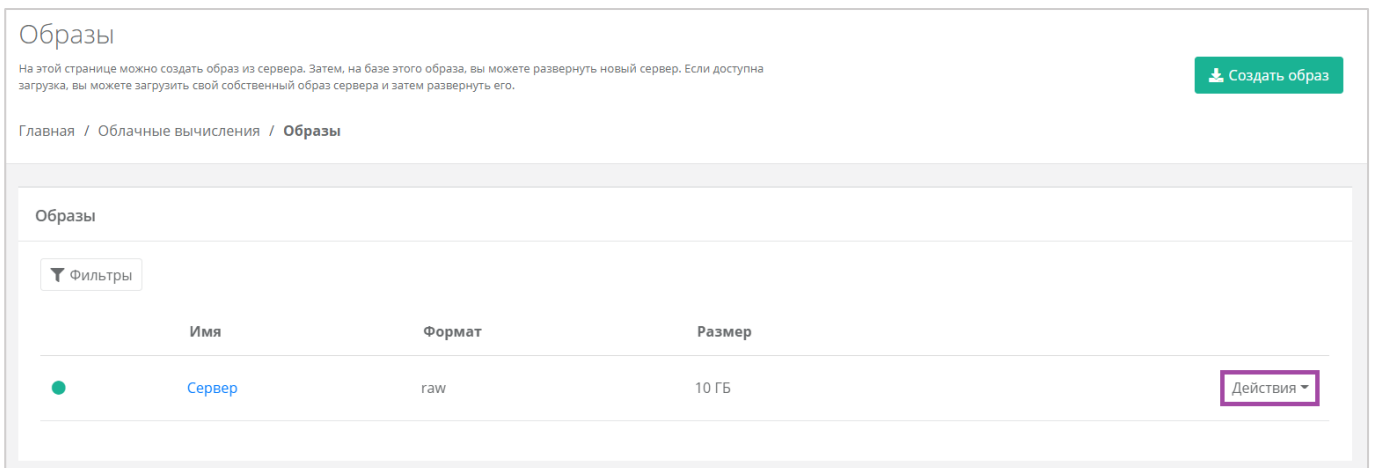 Образы
На этой странице можно создать образ из сервера. Затем, на базе этого образа, вы можете развернуть новый сервер. Если доступна
загрузка, вы можете загрузить свой собственный образ сервера и затем развернуть его.
Создать образ
Главная / Облачные вычисления / Образы
Образы
Фильтры
Имя Формат Размер
Сервер raw 10 ГБ Действия